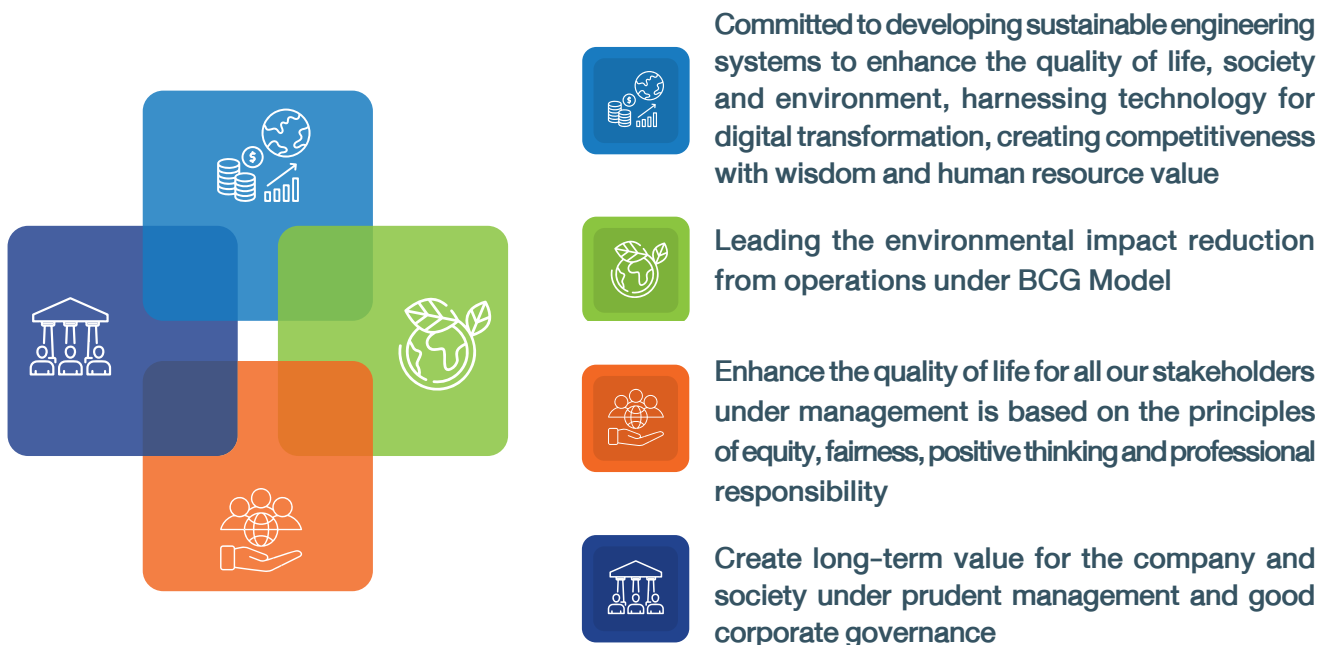 Committed to developing sustainable engineering
systems to enhance the quality of life, society
and environment, harnessing technology for
digital transformation, creating competitiveness
with wisdom and human resource value
Leading the environmental impact reduction
from operations under BCG Model
Enhance the quality of life for all our stakeholders
under management is based on the principles
of equity, fairness, positive thinking and professional
responsibility
Create long-term value for the company and
society under prudent management and good
corporate governance